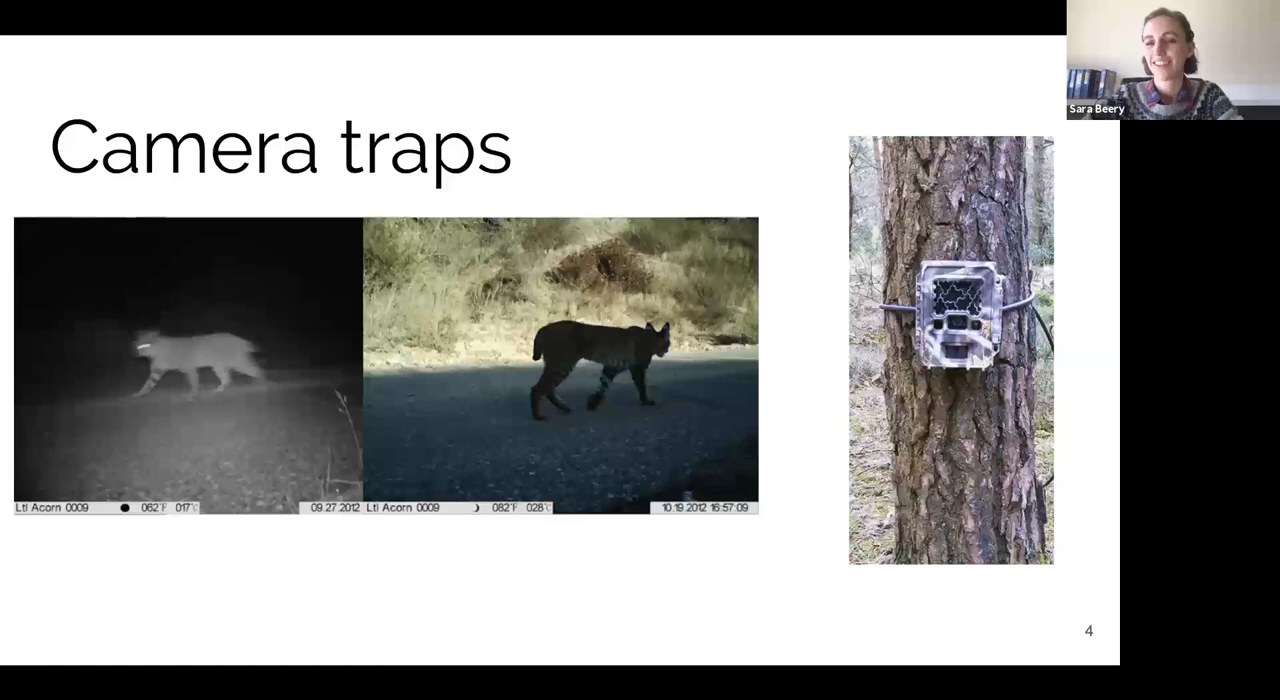 Sara Beery
Camera traps
Ltl Acorn 0009 062°F 017°C 09.27.2012
Ltl Acorn 0009 082°F 028°C 10.19.2012 16:57:09
4